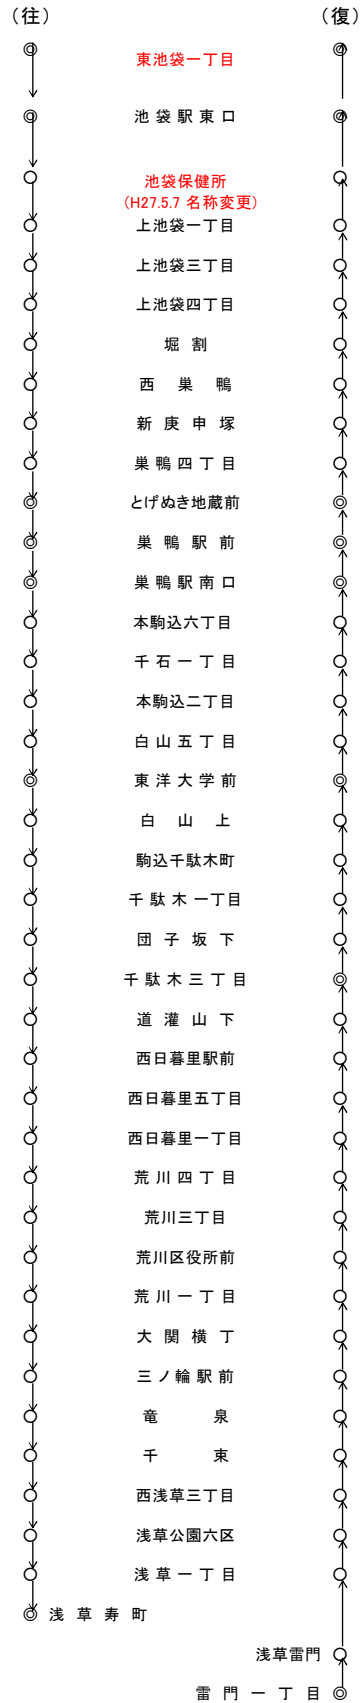 （往） （復）
東池袋一丁目
池袋駅東口
池袋保健所
(H27.5.7 名称変更)
上池袋一丁目
上池袋三丁目
上池袋四丁目
堀割
西巣鴨
新庚申塚
巣鴨四丁目
とげぬき地蔵前
巣鴨駅前
巣鴨駅南口
本駒込六丁目
千石一丁目
本駒込二丁目
白山五丁目
東洋大学前
白山上
駒込千駄木町
千駄木一丁目
団子坂下
千駄木三丁目
道灌山下
西日暮里駅前
西日暮里五丁目
西日暮里一丁目
荒川四丁目
荒川三丁目
荒川区役所前
荒川一丁目
大関横丁
三ノ輪駅前
竜泉
千束
西浅草三丁目
浅草公園六区
浅草一丁目
浅草寿町
浅草雷門
雷門一丁目